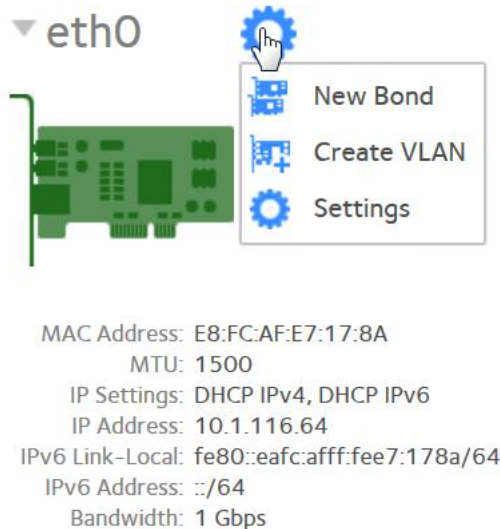 eth0
New Bond
Create VLAN
Settings
MAC Address: E8:FC:AF:E7:17:8A
MTU: 1500
IP Settings: DHCP IPv4, DHCP IPv6
IP Address: 10.1.116.64
IPv6 Link-Local: fe80::eafc:afff:fee7:178a/64
IPv6 Address: ::/64
Bandwidth: 1 Gbps